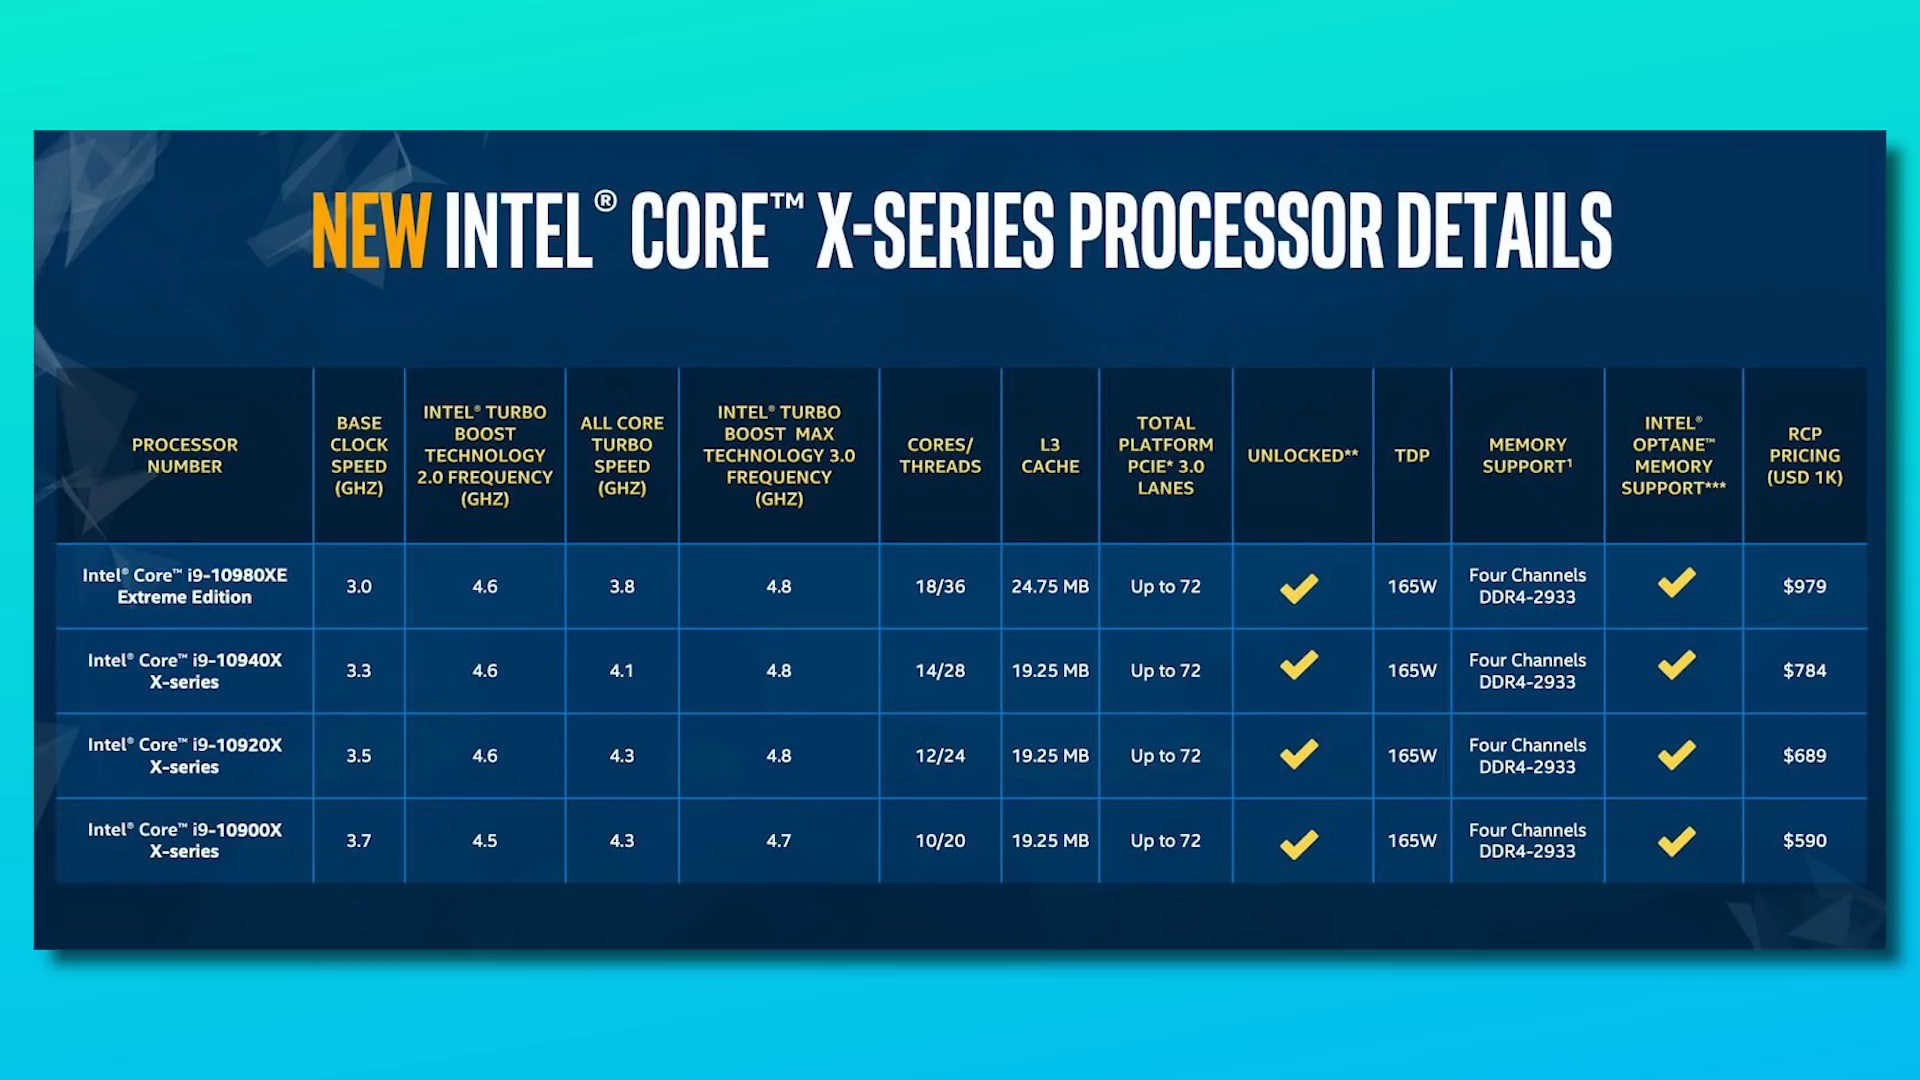 NEW INTEL® CORE™ X-SERIES PROCESSOR DETAILS
PROCESSOR
NUMBER
BASE
CLOCK
SPEED
(GHZ)
INTEL® TURBO
BOOST
TECHNOLOGY
2.0 FREQUENCY
(GHZ)
ALL CORE
TURBO
SPEED
(GHZ)
INTEL® TURBO
BOOST MAX
TECHNOLOGY 3.0
FREQUENCY
(GHZ)
CORES/
THREADS
L3
CACHE
TOTAL
PLATFORM
PCIE* 3.0
LANES
UNLOCKED**
TDP
MEMORY
SUPPORT¹
INTEL®
OPTANE™
MEMORY
SUPPORT***
RCP
PRICING
(USD 1K)
Intel® Core™ i9-10980XE
Extreme Edition
3.0
4.6
3.8
4.8
18/36
24.75 MB
Up to 72
165W
Four Channels
DDR4-2933
$979
Intel® Core™ i9-10940X
X-series
3.3
4.6
4.1
4.8
14/28
19.25 MB
Up to 72
165W
Four Channels
DDR4-2933
$784
Intel® Core™ i9-10920X
X-series
3.5
4.6
4.3
4.8
12/24
19.25 MB
Up to 72
165W
Four Channels
DDR4-2933
$689
Intel® Core™ i9-10900X
X-series
3.7
4.5
4.3
4.7
10/20
19.25 MB
Up to 72
165W
Four Channels
DDR4-2933
$590